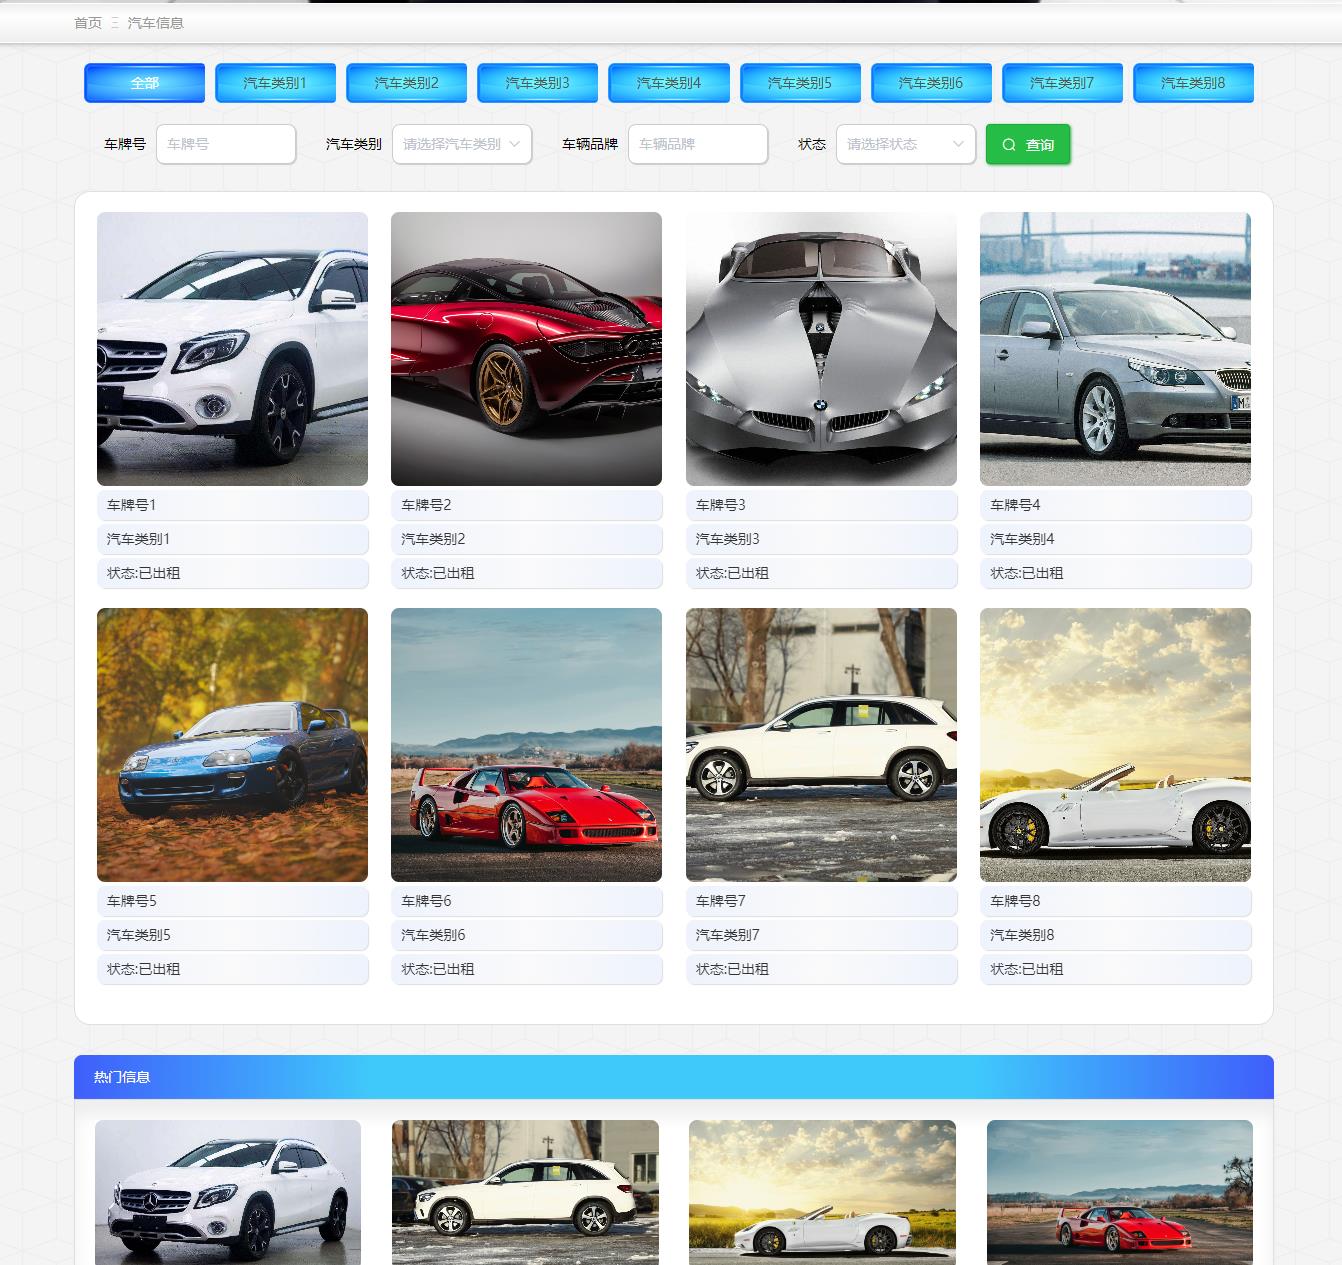 首页 Ξ 汽车信息
全部 汽车类别1 汽车类别2 汽车类别3 汽车类别4 汽车类别5 汽车类别6 汽车类别7 汽车类别8
车牌号 车牌号 汽车类别 请选择汽车类别 车辆品牌 车辆品牌 状态 请选择状态 查询
车牌号1 车牌号2 车牌号3 车牌号4
汽车类别1 汽车类别2 汽车类别3 汽车类别4
状态:已出租 状态:已出租 状态:已出租 状态:已出租
车牌号5 车牌号6 车牌号7 车牌号8
汽车类别5 汽车类别6 汽车类别7 汽车类别8
状态:已出租 状态:已出租 状态:已出租 状态:已出租
热门信息